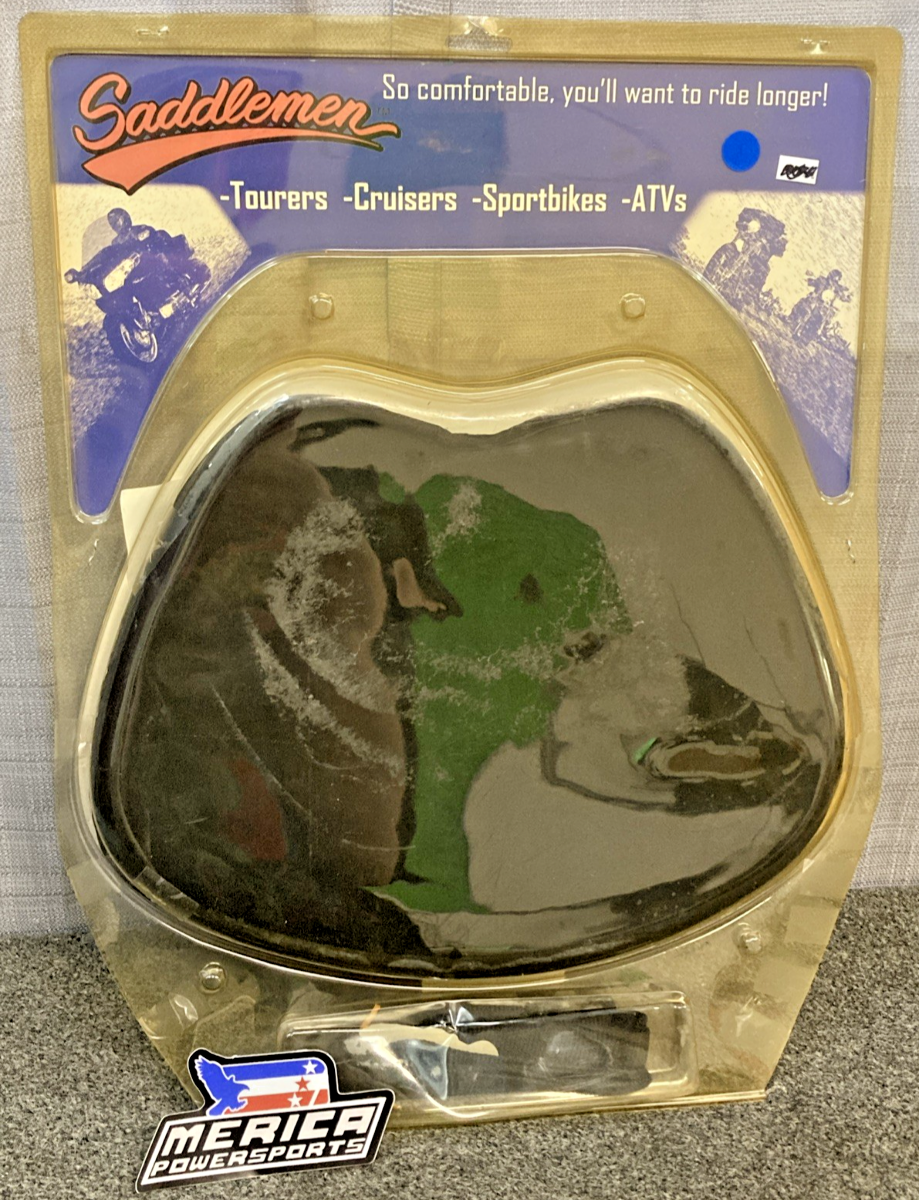 Saddlemen
So comfortable, you'll want to ride longer!
-Tourers -Cruisers -Sportbikes -ATVs
MERICA
POWERSPORTS